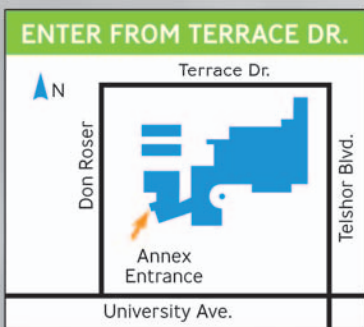 ENTER FROM TERRACE DR.
Terrace Dr.
N
Don Roser
Telshor Blvd.
Annex
Entrance
University Ave.